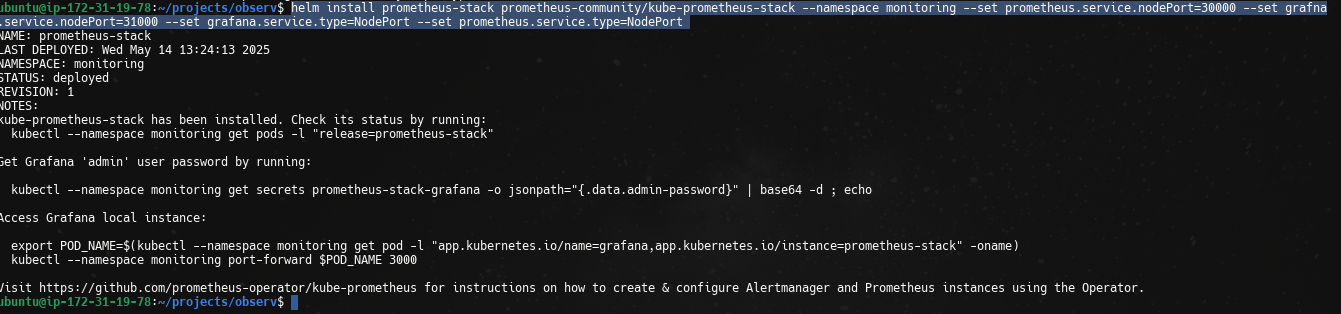 ubuntu@ip-172-31-19-78:~/projects/observ$ helm install prometheus-stack prometheus-community/kube-prometheus-stack --namespace monitoring --set prometheus.service.nodePort=30000 --set grafna
.service.nodePort=31000 --set grafana.service.type=NodePort --set prometheus.service.type=NodePort
NAME: prometheus-stack
LAST DEPLOYED: Wed May 14 13:24:13 2025
NAMESPACE: monitoring
STATUS: deployed
REVISION: 1
NOTES:
kube-prometheus-stack has been installed. Check its status by running:
  kubectl --namespace monitoring get pods -l "release=prometheus-stack"

Get Grafana 'admin' user password by running:

  kubectl --namespace monitoring get secrets prometheus-stack-grafana -o jsonpath="{.data.admin-password}" | base64 -d ; echo

Access Grafana local instance:

  export POD_NAME=$(kubectl --namespace monitoring get pod -l "app.kubernetes.io/name=grafana,app.kubernetes.io/instance=prometheus-stack" -oname)
  kubectl --namespace monitoring port-forward $POD_NAME 3000

Visit https://github.com/prometheus-operator/kube-prometheus for instructions on how to create & configure Alertmanager and Prometheus instances using the Operator.
ubuntu@ip-172-31-19-78:~/projects/observ$